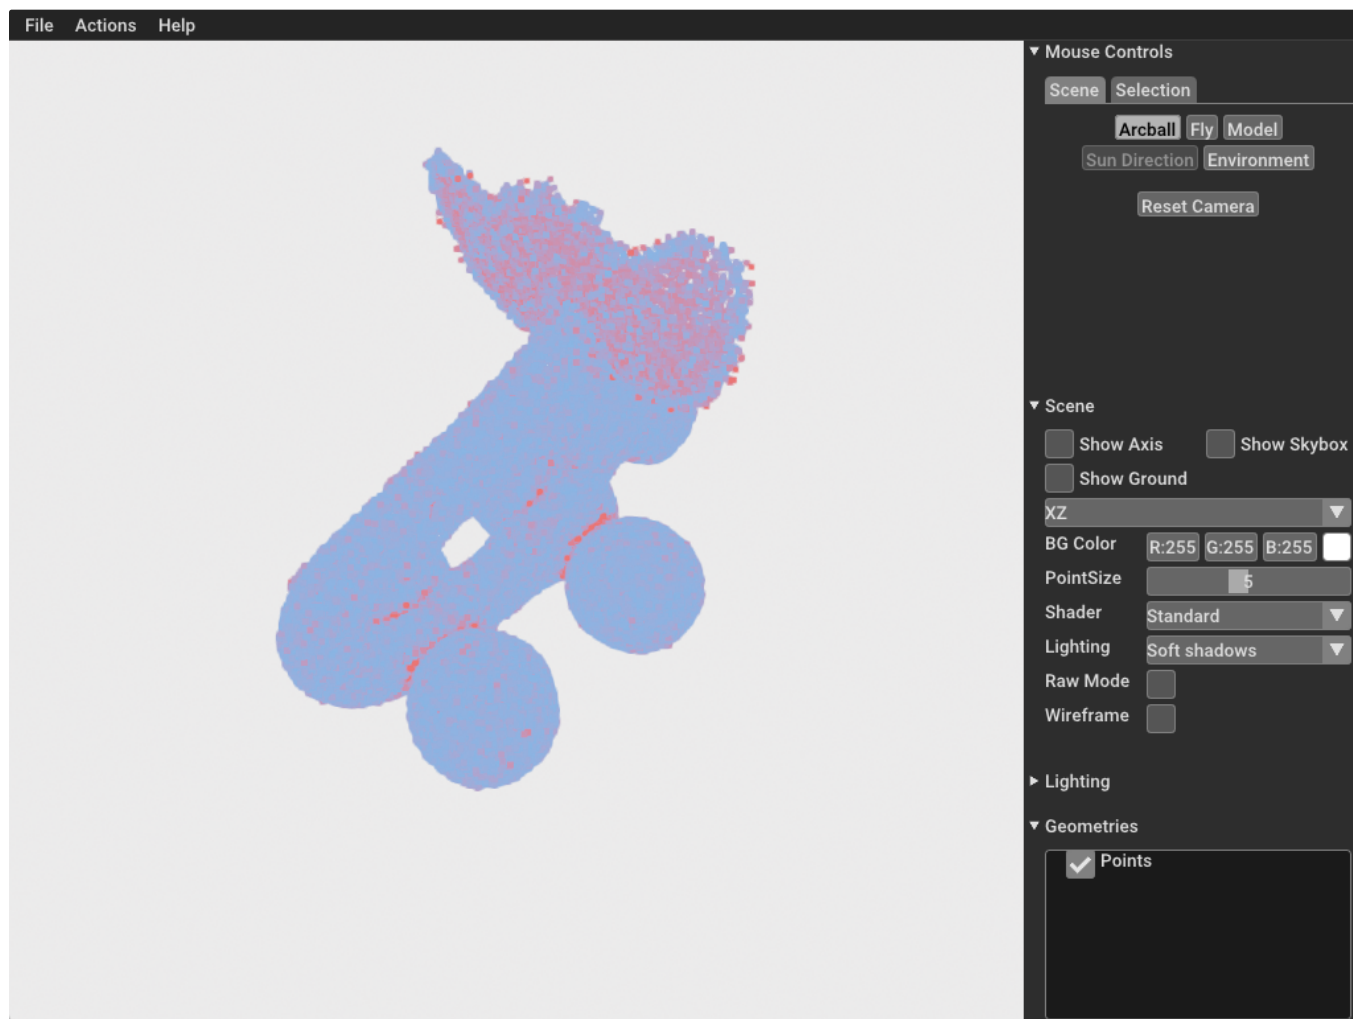 File Actions Help
Mouse Controls
Scene Selection
Arcball Fly Model
Sun Direction Environment
Reset Camera
Scene
Show Axis Show Skybox
Show Ground
XZ
BG Color R:255 G:255 B:255
PointSize 5
Shader Standard
Lighting Soft shadows
Raw Mode
Wireframe
Lighting
Geometries
Points